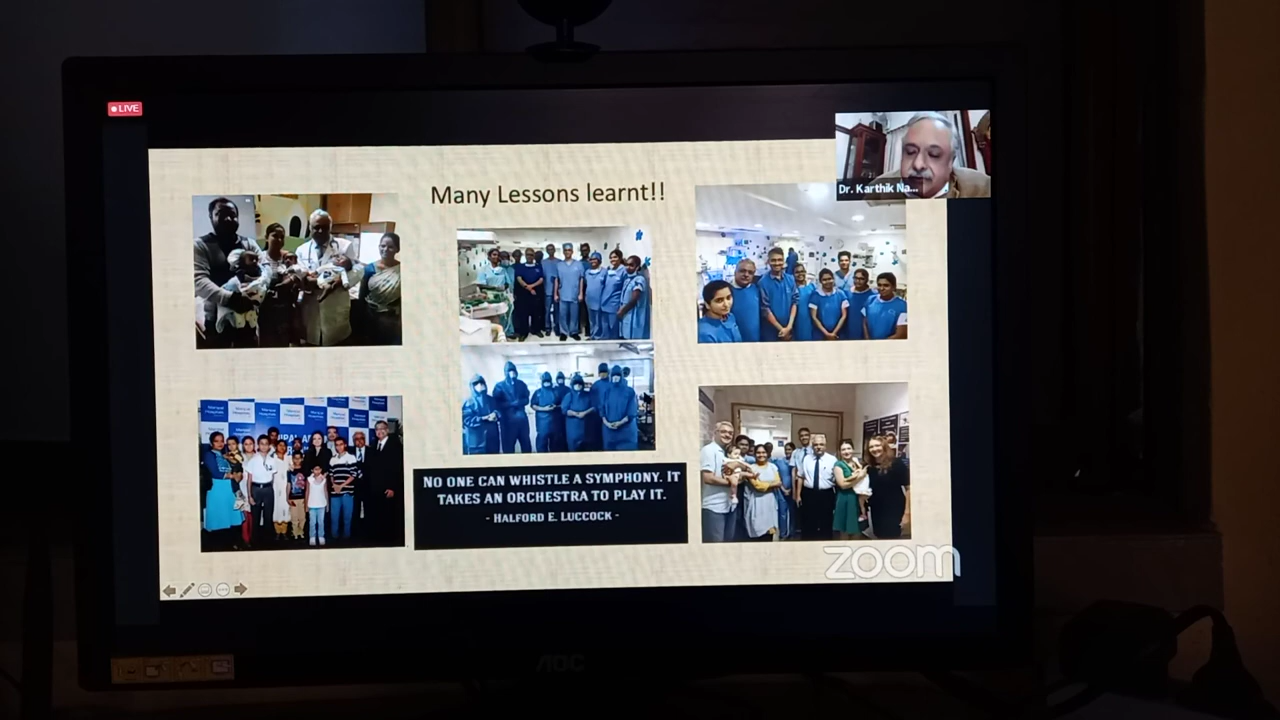 LIVE
Dr. Karthik Na...
Many Lessons learnt!!
NO ONE CAN WHISTLE A SYMPHONY. IT
TAKES AN ORCHESTRA TO PLAY IT.
- HALFORD E. LUCCOCK -
zoom
AOC